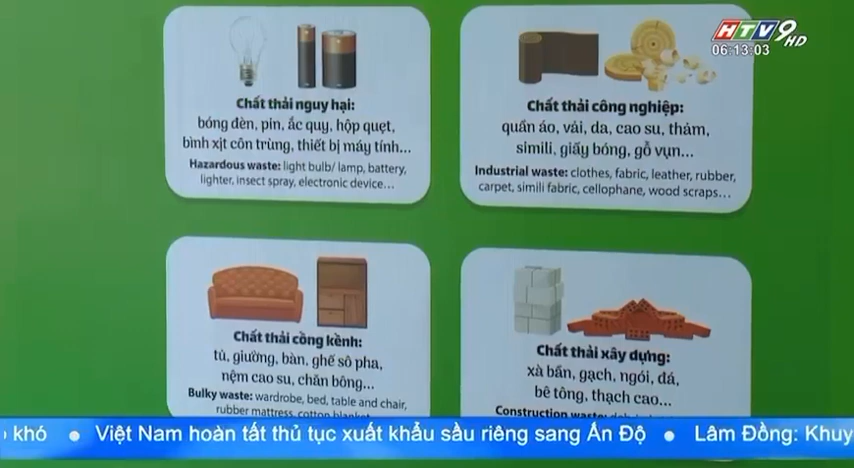 HTV9 HD
06:13:03
Chất thải nguy hại:
bóng đèn, pin, ắc quy, hộp quẹt,
bình xịt côn trùng, thiết bị máy tính...
Hazardous waste: light bulb/ lamp, battery,
lighter, insect spray, electronic device...
Chất thải công nghiệp:
quần áo, vải, da, cao su, thảm,
simili, giấy bóng, gỗ vụn...
Industrial waste: clothes, fabric, leather, rubber,
carpet, simili fabric, cellophane, wood scraps...
Chất thải cồng kềnh:
tủ, giường, bàn, ghế sô pha,
nệm cao su, chăn bông...
Bulky waste: wardrobe, bed, table and chair,
rubber mattress, cotton blanket
Chất thải xây dựng:
xà bần, gạch, ngói, đá,
bê tông, thạch cao...
Construction waste:
khó • Việt Nam hoàn tất thủ tục xuất khẩu sầu riêng sang Ấn Độ • Lâm Đồng: Khuy